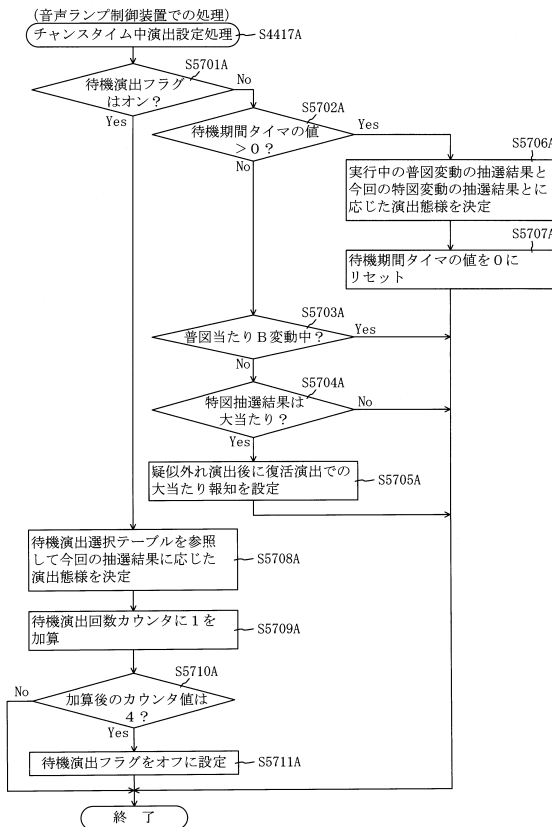 (音声ランプ制御装置での処理)
チャンスタイム中演出設定処理
S4417A
S5701A
待機演出フラグ
はオン？
No
Yes
S5702A
待機期間タイマの値
＞０？
Yes
No
S5706A
実行中の普図変動の抽選結果と
今回の特図変動の抽選結果とに
応じた演出態様を決定
S5707A
待機期間タイマの値を０に
リセット
S5703A
普図当たりＢ変動中？
Yes
No
S5704A
特図抽選結果は
大当たり？
No
Yes
疑似外れ演出後に復活演出での
大当たり報知を設定
S5705A
待機演出選択テーブルを参照
して今回の抽選結果に応じた
演出態様を決定
S5708A
待機演出回数カウンタに１を
加算
S5709A
S5710A
加算後のカウンタ値は
４？
No
Yes
待機演出フラグをオフに設定
S5711A
終　了